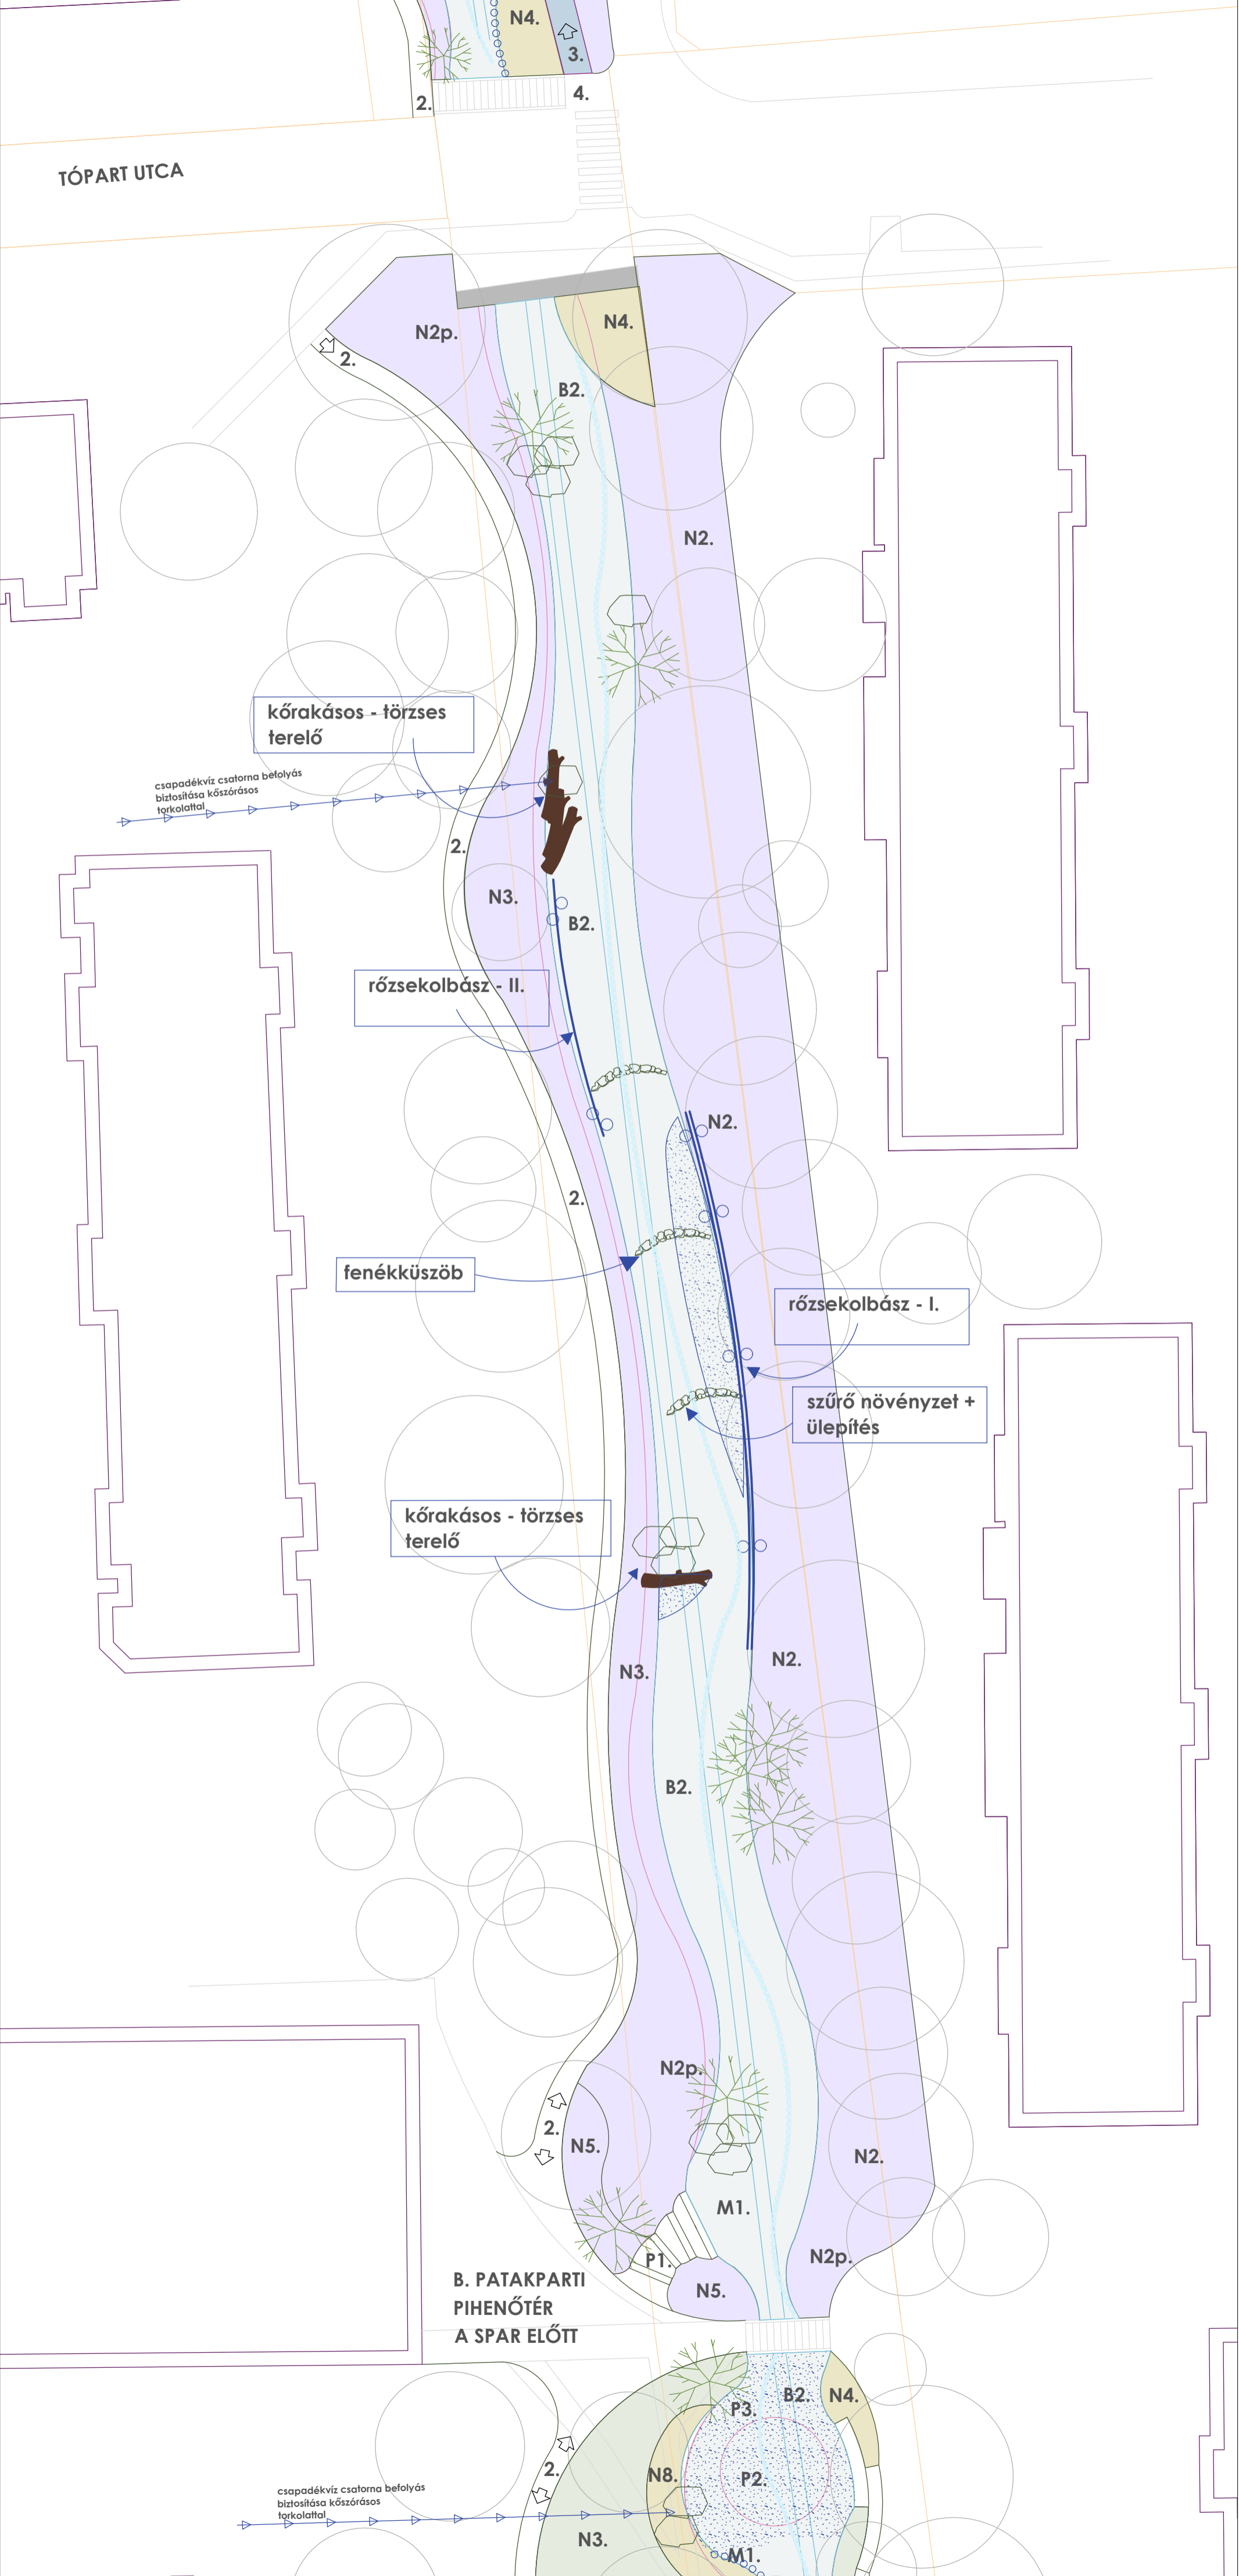 N4.
3.
2.
4.
TÓPART UTCA
N2p.
N4.
2.
B2.
N2.
kőrakásos - törzses
terelő
csapadékvíz csatorna befolyás
biztosítása kőszórásos
torkolattal
2.
N3.
B2.
rőzsekolbász - II.
N2.
2.
fenékküszöb
rőzsekolbász - I.
szűrő növényzet +
ülepítés
kőrakásos - törzses
terelő
N3.
N2.
B2.
N2p.
2.
N5.
N2.
M1.
P1.
N2p.
N5.
B. PATAKPARTI
PIHENŐTÉR
A SPAR ELŐTT
B2.
N4.
P3.
2.
N8.
P2.
csapadékvíz csatorna befolyás
biztosítása kőszórásos
torkolattal
N3.
M1.